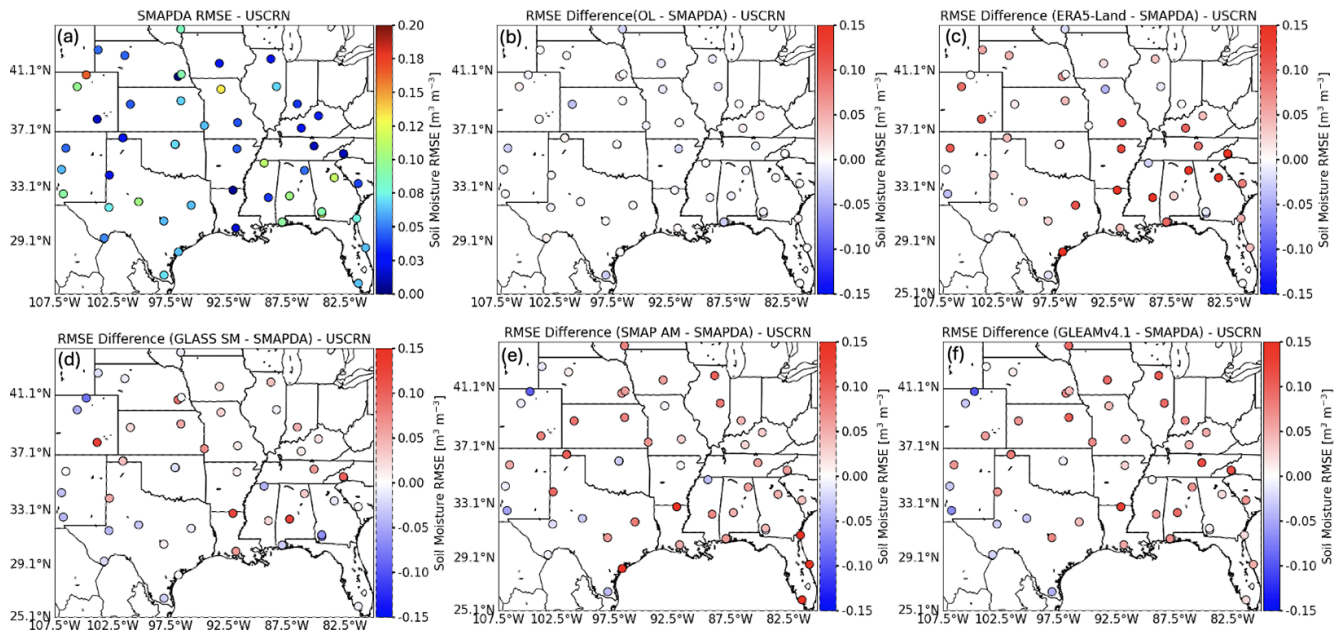 SMAPDA RMSE - USCRN
(a)
41.1°N
37.1°N
33.1°N
29.1°N
25.1°N
107.5°W 102.5°W 97.5°W 92.5°W 87.5°W 82.5°W
0.20
0.18
0.15
0.12
0.10
0.08
0.05
0.03
0.00
Soil Moisture RMSE [m³ m⁻³]
RMSE Difference(OL - SMAPDA) - USCRN
(b)
41.1°N
37.1°N
33.1°N
29.1°N
25.1°N
107.5°W 102.5°W 97.5°W 92.5°W 87.5°W 82.5°W
0.15
0.10
0.05
0.00
-0.05
-0.10
-0.15
Soil Moisture RMSE [m³ m⁻³]
RMSE Difference (ERA5-Land - SMAPDA) - USCRN
(c)
41.1°N
37.1°N
33.1°N
29.1°N
25.1°N
107.5°W 102.5°W 97.5°W 92.5°W 87.5°W 82.5°W
0.15
0.10
0.05
0.00
-0.05
-0.10
-0.15
Soil Moisture RMSE [m³ m⁻³]
RMSE Difference (GLASS SM - SMAPDA) - USCRN
(d)
41.1°N
37.1°N
33.1°N
29.1°N
25.1°N
107.5°W 102.5°W 97.5°W 92.5°W 87.5°W 82.5°W
0.15
0.10
0.05
0.00
-0.05
-0.10
-0.15
Soil Moisture RMSE [m³ m⁻³]
RMSE Difference (SMAP AM - SMAPDA) - USCRN
(e)
41.1°N
37.1°N
33.1°N
29.1°N
25.1°N
107.5°W 102.5°W 97.5°W 92.5°W 87.5°W 82.5°W
0.15
0.10
0.05
0.00
-0.05
-0.10
-0.15
Soil Moisture RMSE [m³ m⁻³]
RMSE Difference (GLEAMv4.1 - SMAPDA) - USCRN
(f)
41.1°N
37.1°N
33.1°N
29.1°N
25.1°N
107.5°W 102.5°W 97.5°W 92.5°W 87.5°W 82.5°W
0.15
0.10
0.05
0.00
-0.05
-0.10
-0.15
Soil Moisture RMSE [m³ m⁻³]